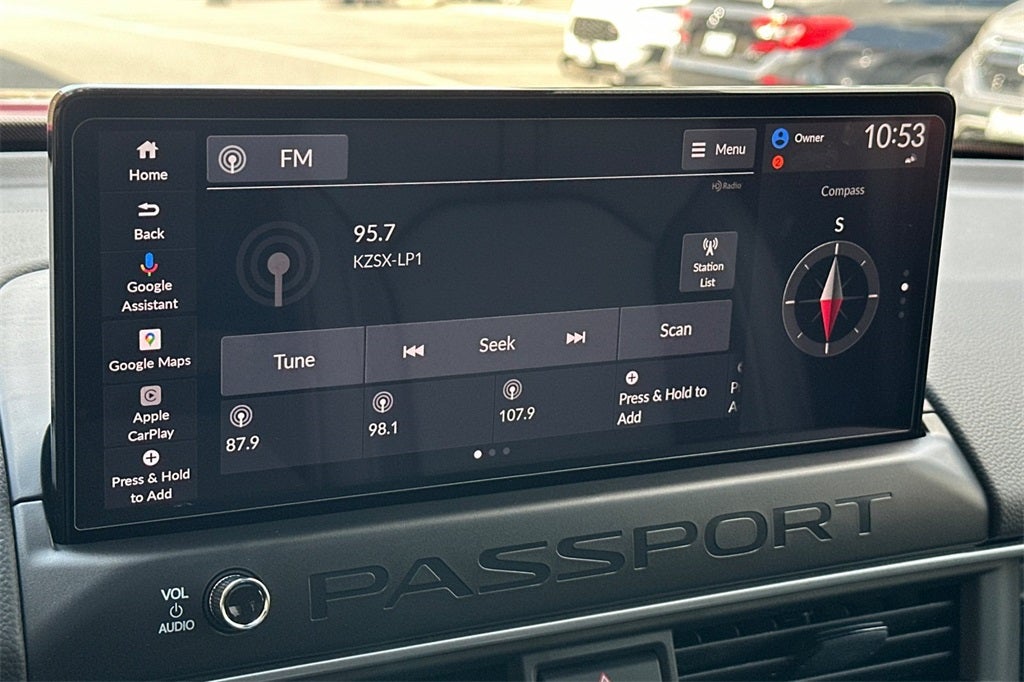 Home
Back
Google
Assistant
Google Maps
Apple
CarPlay
Press & Hold
to Add
FM
Menu
HD Radio
95.7
KZSX-LP1
Station
List
Tune
Seek
Scan
87.9
98.1
107.9
Press & Hold to
Add
Owner
2
10:53
Compass
S
PASSPORT
VOL
AUDIO